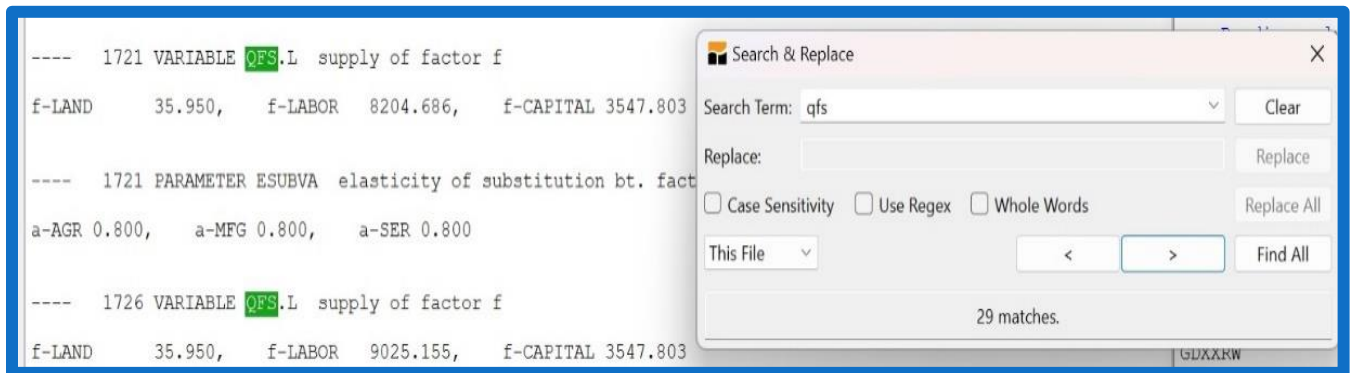 ---- 1721 VARIABLE QFS.L supply of factor f
f-LAND 35.950, f-LABOR 8204.686, f-CAPITAL 3547.803
---- 1721 PARAMETER ESUBVA elasticity of substitution bt. fact
a-AGR 0.800, a-MFG 0.800, a-SER 0.800
---- 1726 VARIABLE QFS.L supply of factor f
f-LAND 35.950, f-LABOR 9025.155, f-CAPITAL 3547.803
Search & Replace X
Search Term: qfs Clear
Replace: Replace
Case Sensitivity Use Regex Whole Words Replace All
This File < > Find All
29 matches.
GDXXRW